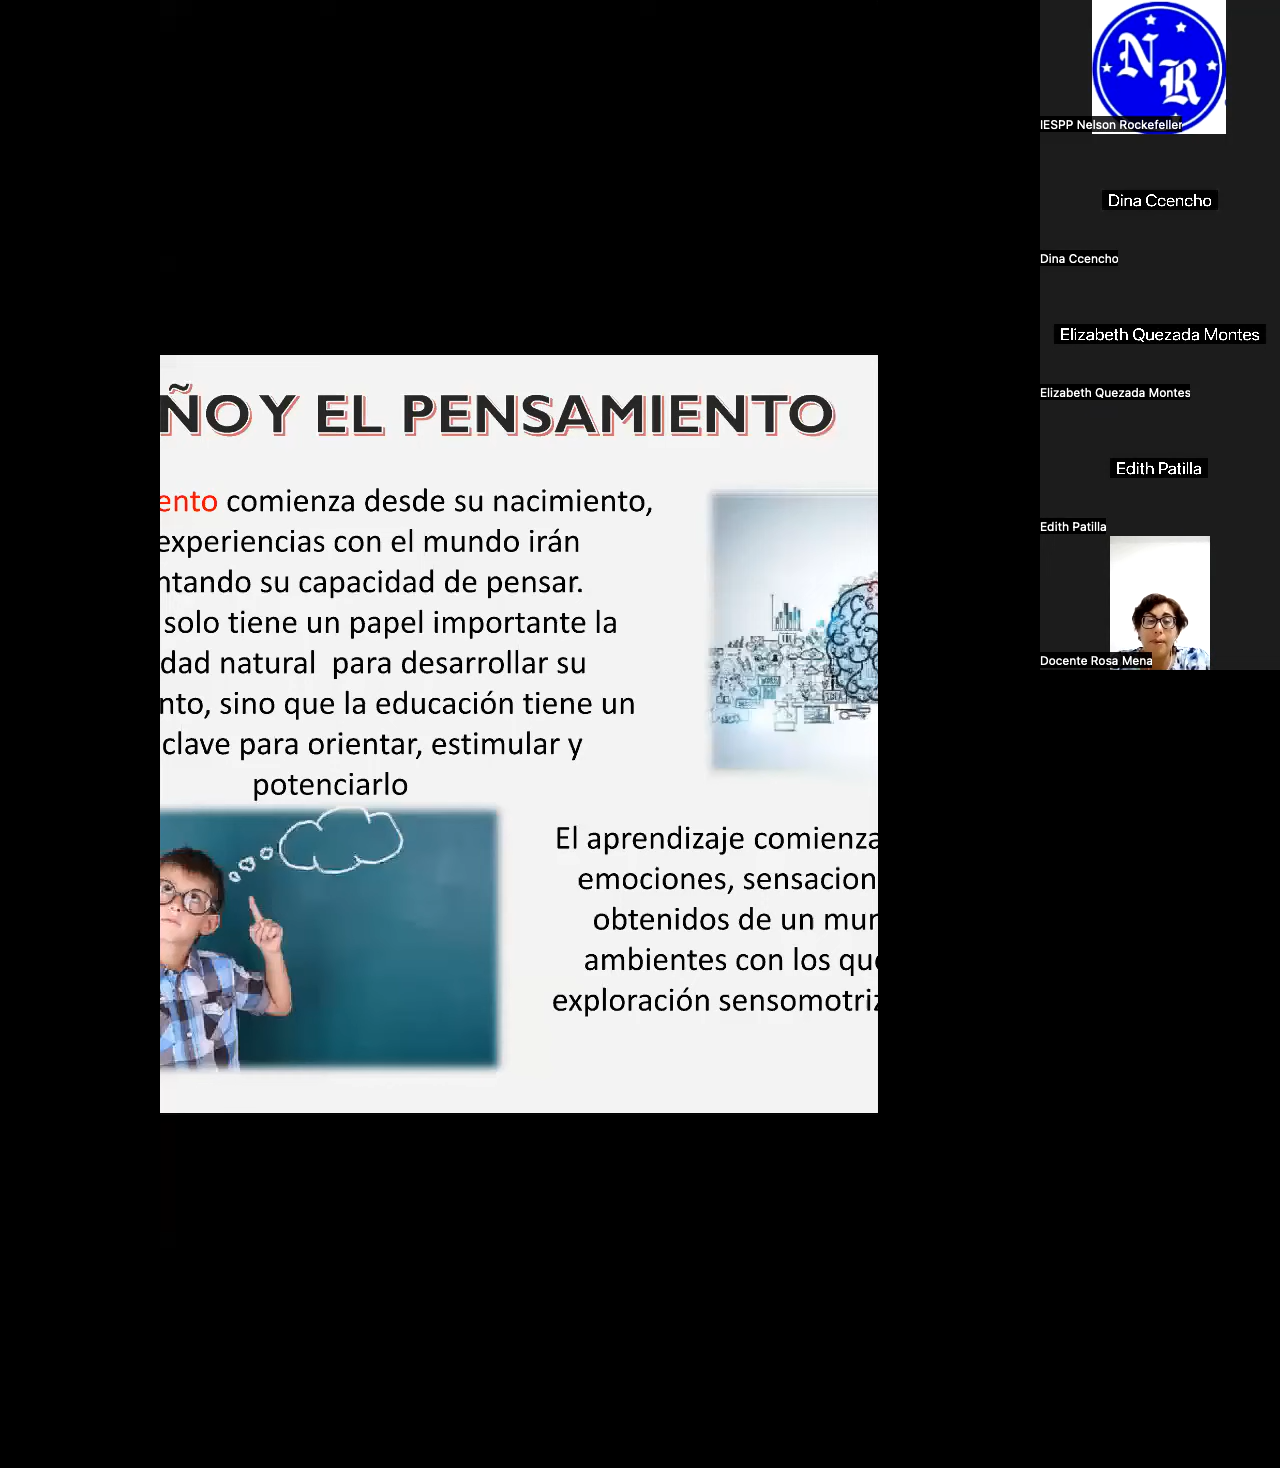 ÑO Y EL PENSAMIENTO
ento comienza desde su nacimiento,
experiencias con el mundo irán
ntando su capacidad de pensar.
solo tiene un papel importante la
dad natural para desarrollar su
nto, sino que la educación tiene un
clave para orientar, estimular y
potenciarlo
El aprendizaje comienza
emociones, sensacion
obtenidos de un mun
ambientes con los que
exploración sensomotriz
NR
IESPP Nelson Rockefeller
Dina Ccencho
Dina Ccencho
Elizabeth Quezada Montes
Elizabeth Quezada Montes
Edith Patilla
Edith Patilla
Docente Rosa Mena